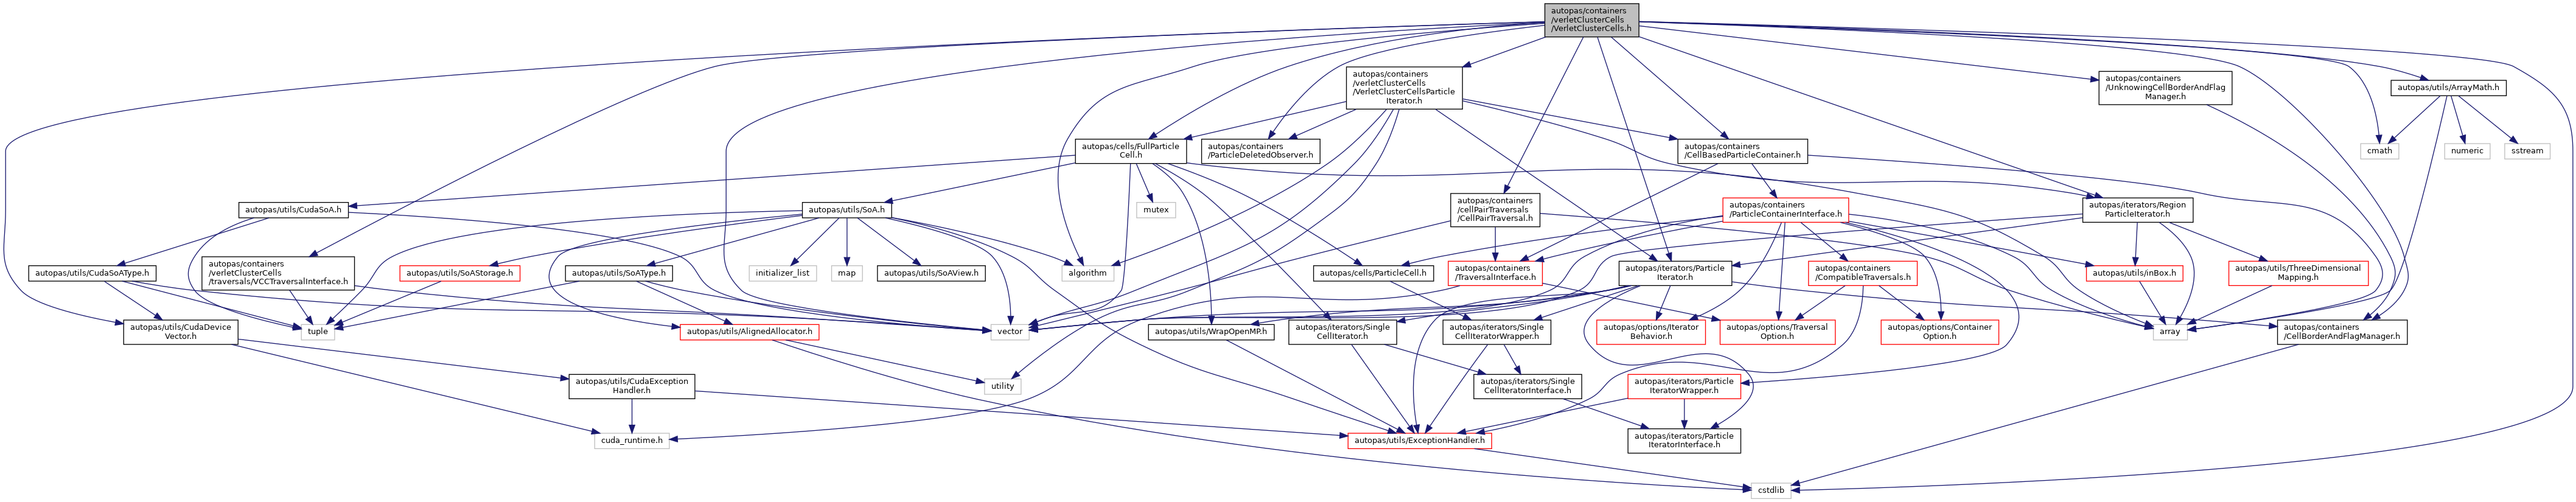 autopas/containers
/verletClusterCells
/VerletClusterCells.h
autopas/containers
/verletClusterCells
/VerletClusterCellsParticle
Iterator.h
autopas/containers
/UnknowingCellBorderAndFlag
Manager.h
autopas/utils/ArrayMath.h
autopas/cells/FullParticle
Cell.h
autopas/containers
/ParticleDeletedObserver.h
autopas/containers
/CellBasedParticleContainer.h
cmath
numeric
sstream
autopas/utils/CudaSoA.h
autopas/utils/SoA.h
mutex
autopas/containers
/cellPairTraversals
/CellPairTraversal.h
autopas/containers
/ParticleContainerInterface.h
autopas/iterators/Region
ParticleIterator.h
autopas/utils/CudaSoAType.h
autopas/containers
/verletClusterCells
/traversals/VCCTraversalInterface.h
autopas/utils/SoAStorage.h
autopas/utils/SoAType.h
initializer_list
map
autopas/utils/SoAView.h
algorithm
autopas/cells/ParticleCell.h
autopas/containers
/TraversalInterface.h
autopas/iterators/Particle
Iterator.h
autopas/containers
/CompatibleTraversals.h
autopas/utils/inBox.h
autopas/utils/ThreeDimensional
Mapping.h
autopas/utils/CudaDevice
Vector.h
tuple
autopas/utils/AlignedAllocator.h
vector
autopas/utils/WrapOpenMP.h
autopas/iterators/Single
CellIterator.h
autopas/iterators/Single
CellIteratorWrapper.h
autopas/options/Iterator
Behavior.h
autopas/options/Traversal
Option.h
autopas/options/Container
Option.h
array
autopas/containers
/CellBorderAndFlagManager.h
autopas/utils/CudaException
Handler.h
utility
autopas/iterators/Single
CellIteratorInterface.h
autopas/iterators/Particle
IteratorWrapper.h
cuda_runtime.h
autopas/utils/ExceptionHandler.h
autopas/iterators/Particle
IteratorInterface.h
cstdlib